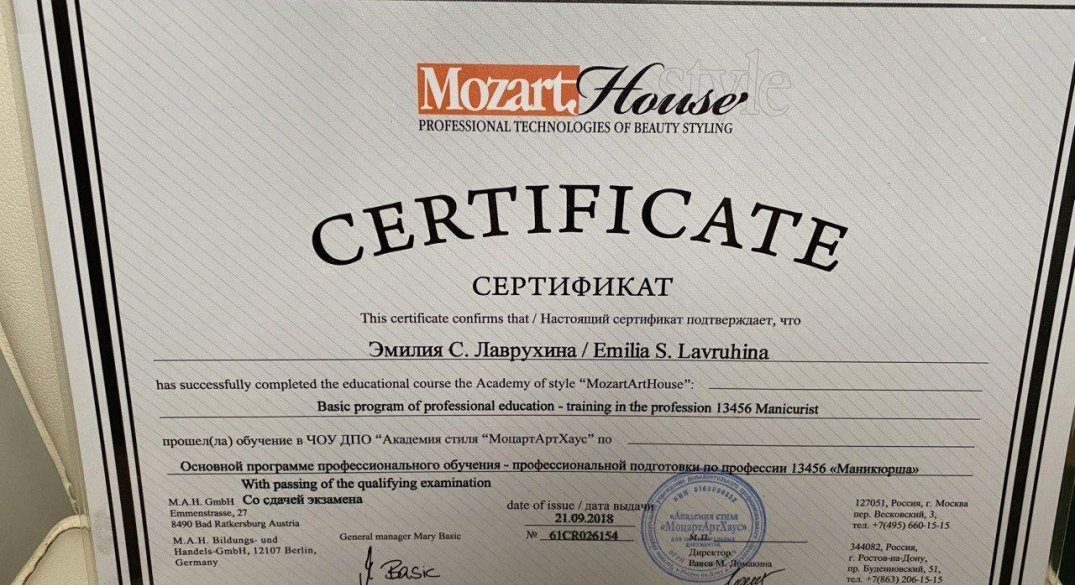 Mozart House style
PROFESSIONAL TECHNOLOGIES OF BEAUTY STYLING
CERTIFICATE
СЕРТИФИКАТ
This certificate confirms that / Настоящий сертификат подтверждает, что
Эмилия С. Лаврухина / Emilia S. Lavruhina
has successfully completed the educational course the Academy of style “MozartArtHouse”:
Basic program of professional education - training in the profession 13456 Manicurist
прошел(ла) обучение в ЧОУ ДПО “Академия стиля “МоцартАртХаус” по
Основной программе профессионального обучения - профессиональной подготовки по профессии 13456 «Маникюрша»
With passing of the qualifying examination
Со сдачей экзамена
M.A.H. GmbH
Emmenstrasse, 27
8490 Bad Ratkersburg Austria
M.A.H. Bildungs- und
Handels-GmbH, 12107 Berlin,
Germany
General manager Mary Basic
Basic
date of issue / дата выдачи
21.09.2018
№ 61CR026154
«Академия стиля
«МоцартАртХаус»
М.П.
Директор
Раиса М. Ломакина
127051, Россия, г. Москва
пер. Весковский, 3,
тел. +7(495) 660-15-15
344082, Россия,
г. Ростов-на-Дону,
пр. Буденновский, 51,
тел. +7(863) 206-15-15